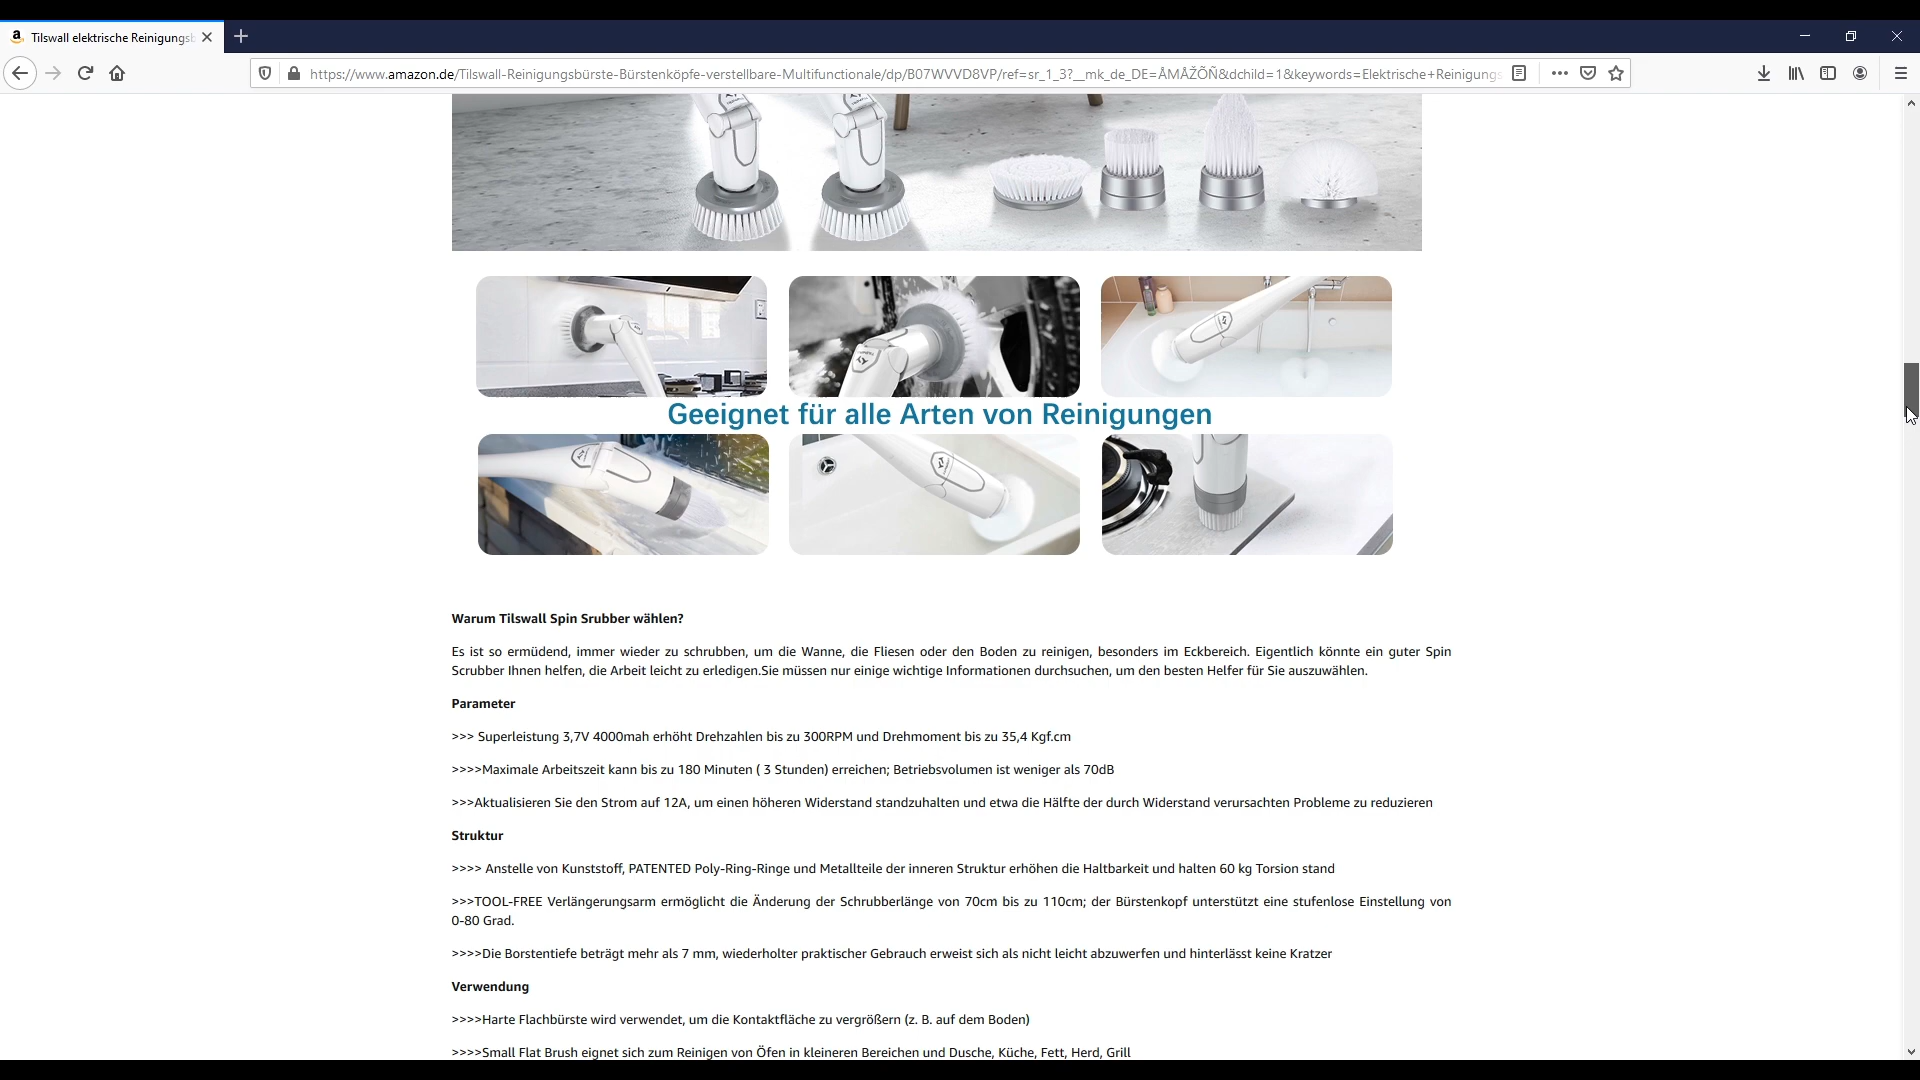 Tilswall elektrische Reinigungsb
https://www.amazon.de/Tilswall-Reinigungsbürste-Bürstenköpfe-verstellbare-Multifunctionale/dp/B07WVVD8VP/ref=sr_1_3?__mk_de_DE=ÅMÅŽÕÑ&dchild=1&keywords=Elektrische+Reinigungs
Geeignet für alle Arten von Reinigungen
Warum Tilswall Spin Srubber wählen?
Es ist so ermüdend, immer wieder zu schrubben, um die Wanne, die Fliesen oder den Boden zu reinigen, besonders im Eckbereich. Eigentlich könnte ein guter Spin
Scrubber Ihnen helfen, die Arbeit leicht zu erledigen.Sie müssen nur einige wichtige Informationen durchsuchen, um den besten Helfer für Sie auszuwählen.
Parameter
>>> Superleistung 3,7V 4000mah erhöht Drehzahlen bis zu 300RPM und Drehmoment bis zu 35,4 Kgf.cm
>>>>Maximale Arbeitszeit kann bis zu 180 Minuten ( 3 Stunden) erreichen; Betriebsvolumen ist weniger als 70dB
>>>Aktualisieren Sie den Strom auf 12A, um einen höheren Widerstand standzuhalten und etwa die Hälfte der durch Widerstand verursachten Probleme zu reduzieren
Struktur
>>>> Anstelle von Kunststoff, PATENTED Poly-Ring-Ringe und Metallteile der inneren Struktur erhöhen die Haltbarkeit und halten 60 kg Torsion stand
>>>TOOL-FREE Verlängerungsarm ermöglicht die Änderung der Schrubberlänge von 70cm bis zu 110cm; der Bürstenkopf unterstützt eine stufenlose Einstellung von
0-80 Grad.
>>>>Die Borstentiefe beträgt mehr als 7 mm, wiederholter praktischer Gebrauch erweist sich als nicht leicht abzuwerfen und hinterlässt keine Kratzer
Verwendung
>>>>Harte Flachbürste wird verwendet, um die Kontaktfläche zu vergrößern (z. B. auf dem Boden)
>>>>Small Flat Brush eignet sich zum Reinigen von Öfen in kleineren Bereichen und Dusche, Küche, Fett, Herd, Grill